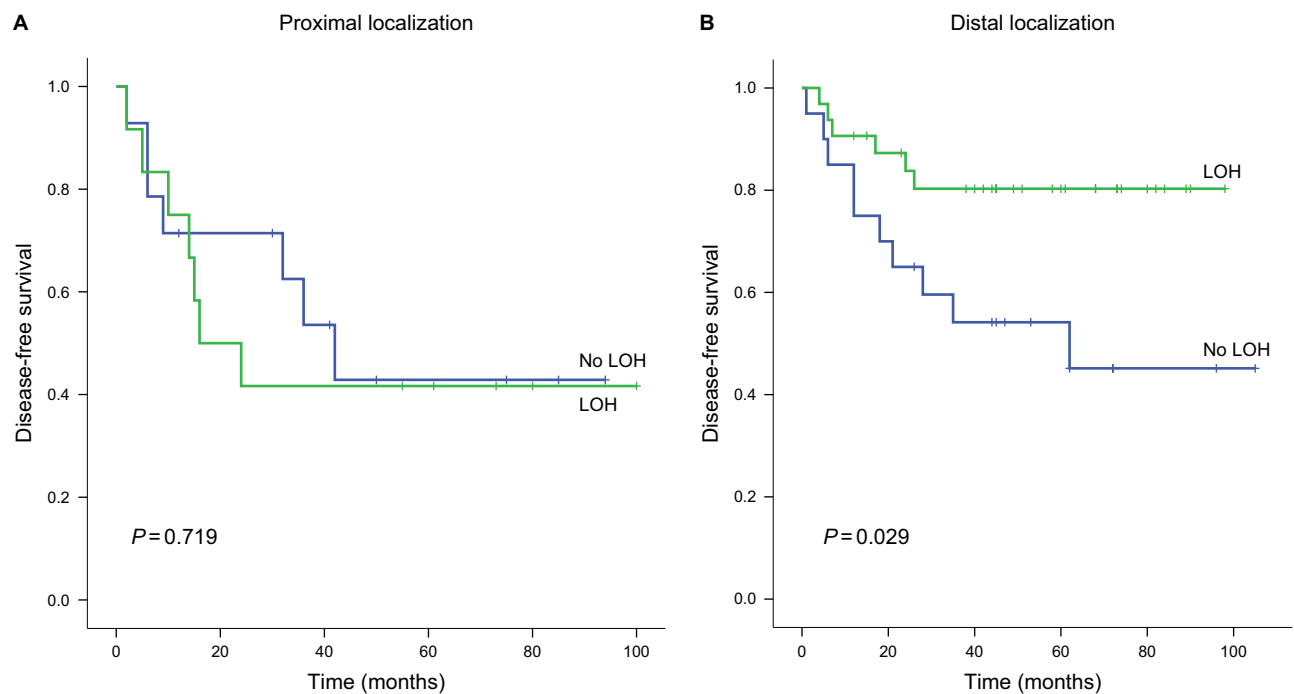 A
Proximal localization
Disease-free survival
1.0
0.8
0.6
0.4
0.2
0.0
No LOH
LOH
P=0.719
0 20 40 60 80 100
Time (months)
B
Distal localization
Disease-free survival
1.0
0.8
0.6
0.4
0.2
0.0
LOH
No LOH
P=0.029
0 20 40 60 80 100
Time (months)